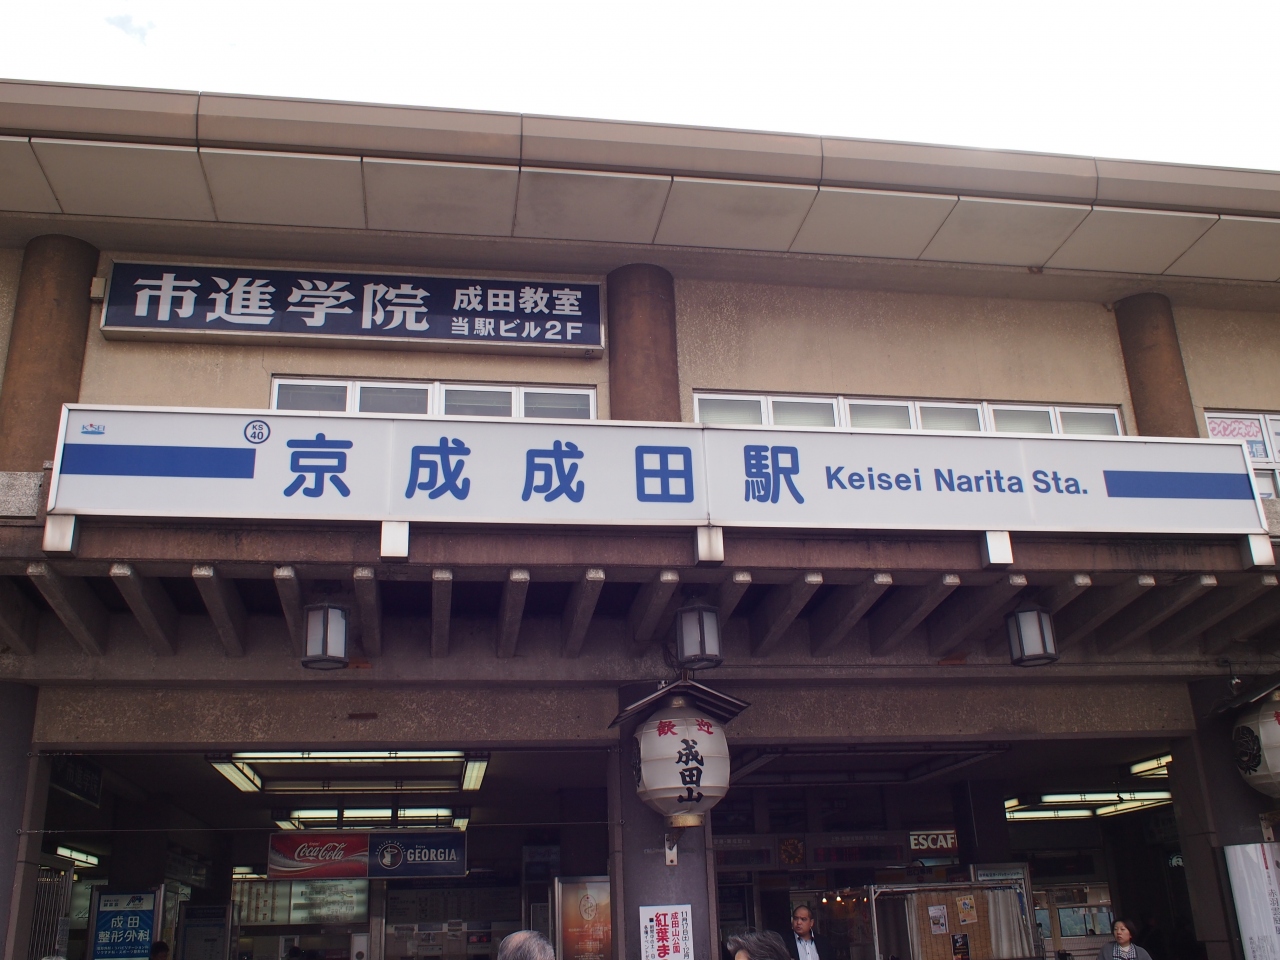 市進学院
成田教室
当駅ビル2F
KSEI
KS
40
京成成田駅 Keisei Narita Sta.
歓迎
成田山
Coca-Cola
GEORGIA
ESCAF
成田
整形外科
成田山公園
紅葉ま